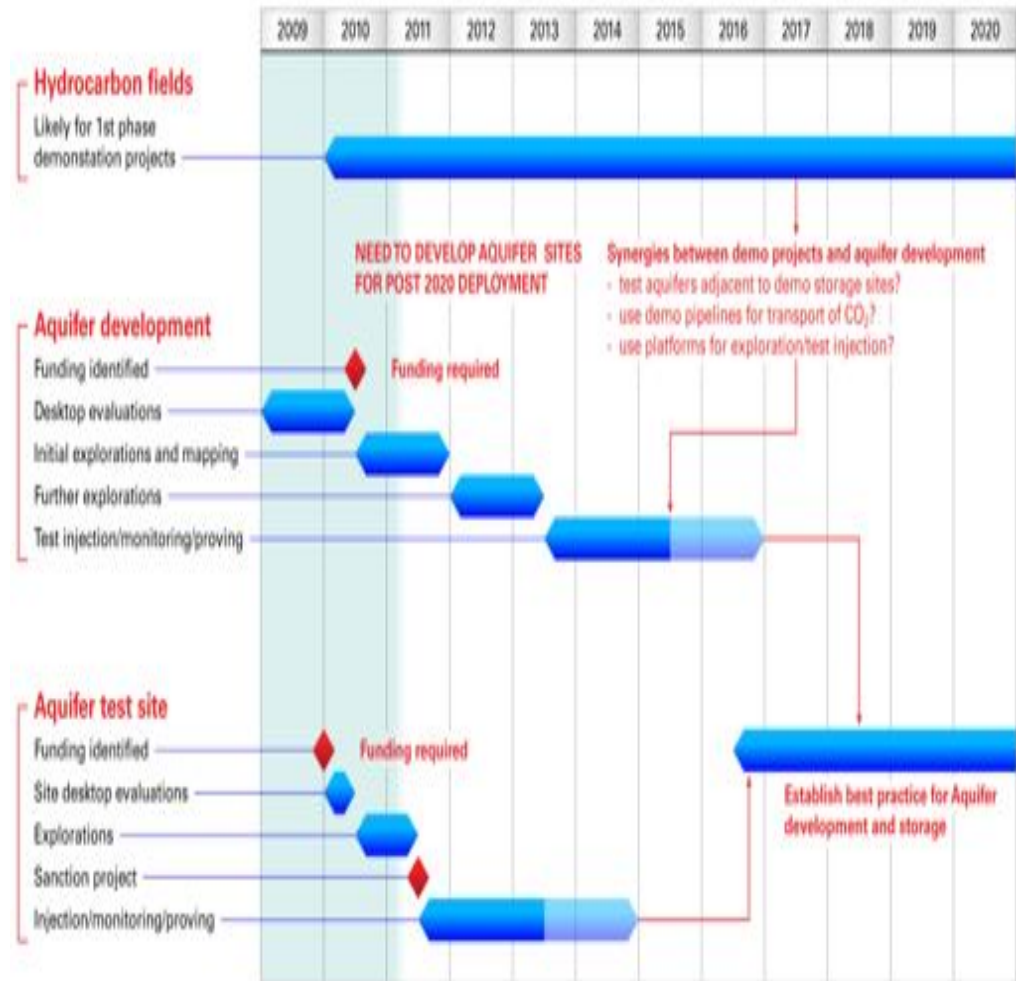 2009 2010 2011 2012 2013 2014 2015 2016 2017 2018 2019 2020
Hydrocarbon fields
Likely for 1st phase
demonstation projects
NEED TO DEVELOP AQUIFER SITES
FOR POST 2020 DEPLOYMENT
Synergies between demo projects and aquifer development
- test aquifers adjacent to demo storage sites?
- use demo pipelines for transport of CO₂?
- use platforms for exploration/test injection?
Aquifer development
Funding identified
Funding required
Desktop evaluations
Initial explorations and mapping
Further explorations
Test injection/monitoring/proving
Aquifer test site
Funding identified
Funding required
Site desktop evaluations
Explorations
Sanction project
Injection/monitoring/proving
Establish best practice for Aquifer
development and storage